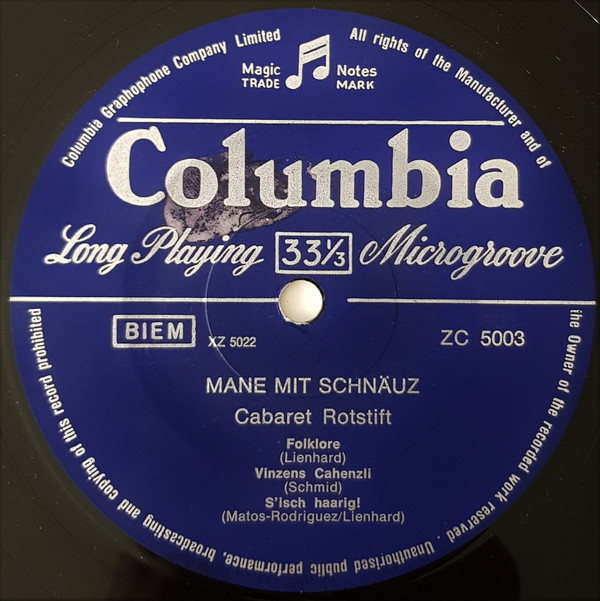 Columbia Graphophone Company Limited
All rights of the Manufacturer and of
the Owner of the recorded work reserved . Unauthorised public performance, broadcasting and copying of this record prohibited
Magic Notes
TRADE MARK
Columbia
Long Playing 33⅓ Microgroove
BIEM XZ 5022 ZC 5003
MANE MIT SCHNÄUZ
Cabaret Rotstift
Folklore
(Lienhard)
Vinzens Cahenzli
(Schmid)
S'isch haarig!
(Matos-Rodriguez/Lienhard)